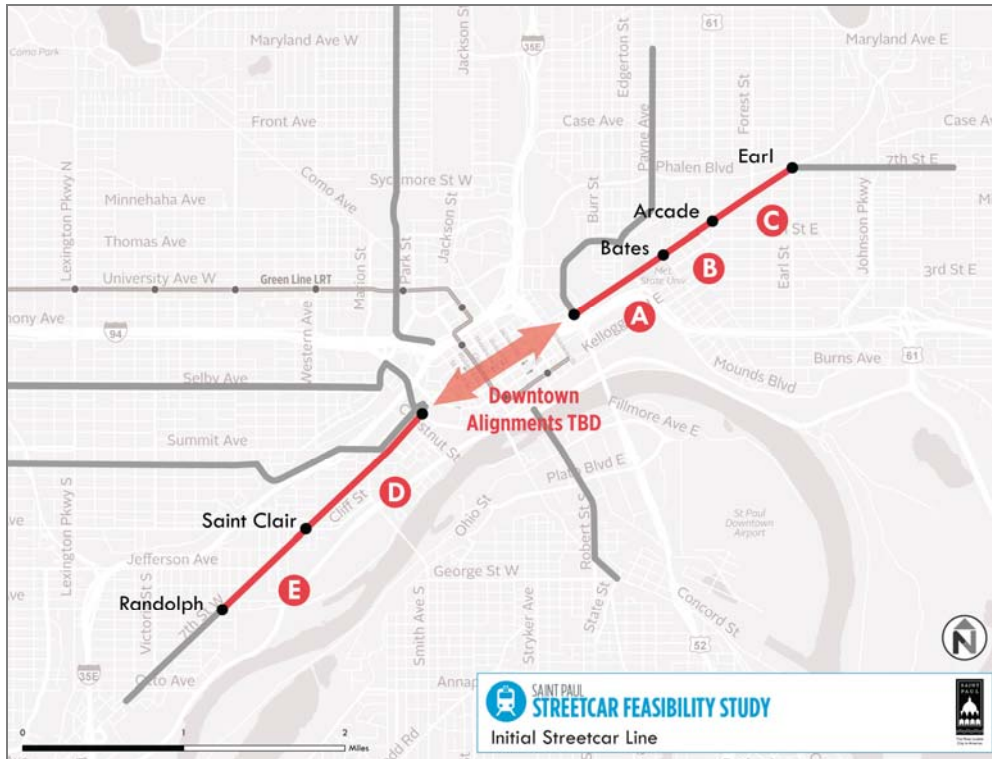 Como Park
Maryland Ave W
Jackson St
35E
Edgerton St
61
Maryland Ave E
Front Ave
Case Ave
Payne Ave
Forest St
Case Ave
Lexington Pkwy N
Como Ave
Sycamore St W
Phalen Blvd
Earl
7th St E
Minnehaha Ave
Jackson St
Burr St
Arcade
C
Johnson Pkwy
Thomas Ave
Marion St
Park St
Bates
B
Earl St
3rd St E
University Ave W
Green Line LRT
State Univ
A
Kellogg
94
Western Ave
Burns Ave
61
Selby Ave
Mounds Blvd
Downtown
Alignments TBD
Fillmore Ave E
Summit Ave
Chestnut St
Plato Blvd E
D
Cliff St
Ohio St
Saint Clair
Robert St S
St Paul
Downtown
Airport
Lexington Pkwy S
Jefferson Ave
E
George St W
Randolph
7th St W
Victoria St S
State St
Concord St
Smith Ave S
Stryker Ave
52
35E
Otto Ave
N
SAINT PAUL
STREETCAR FEASIBILITY STUDY
Initial Streetcar Line
SAINT
PAUL
0
1
2
Miles